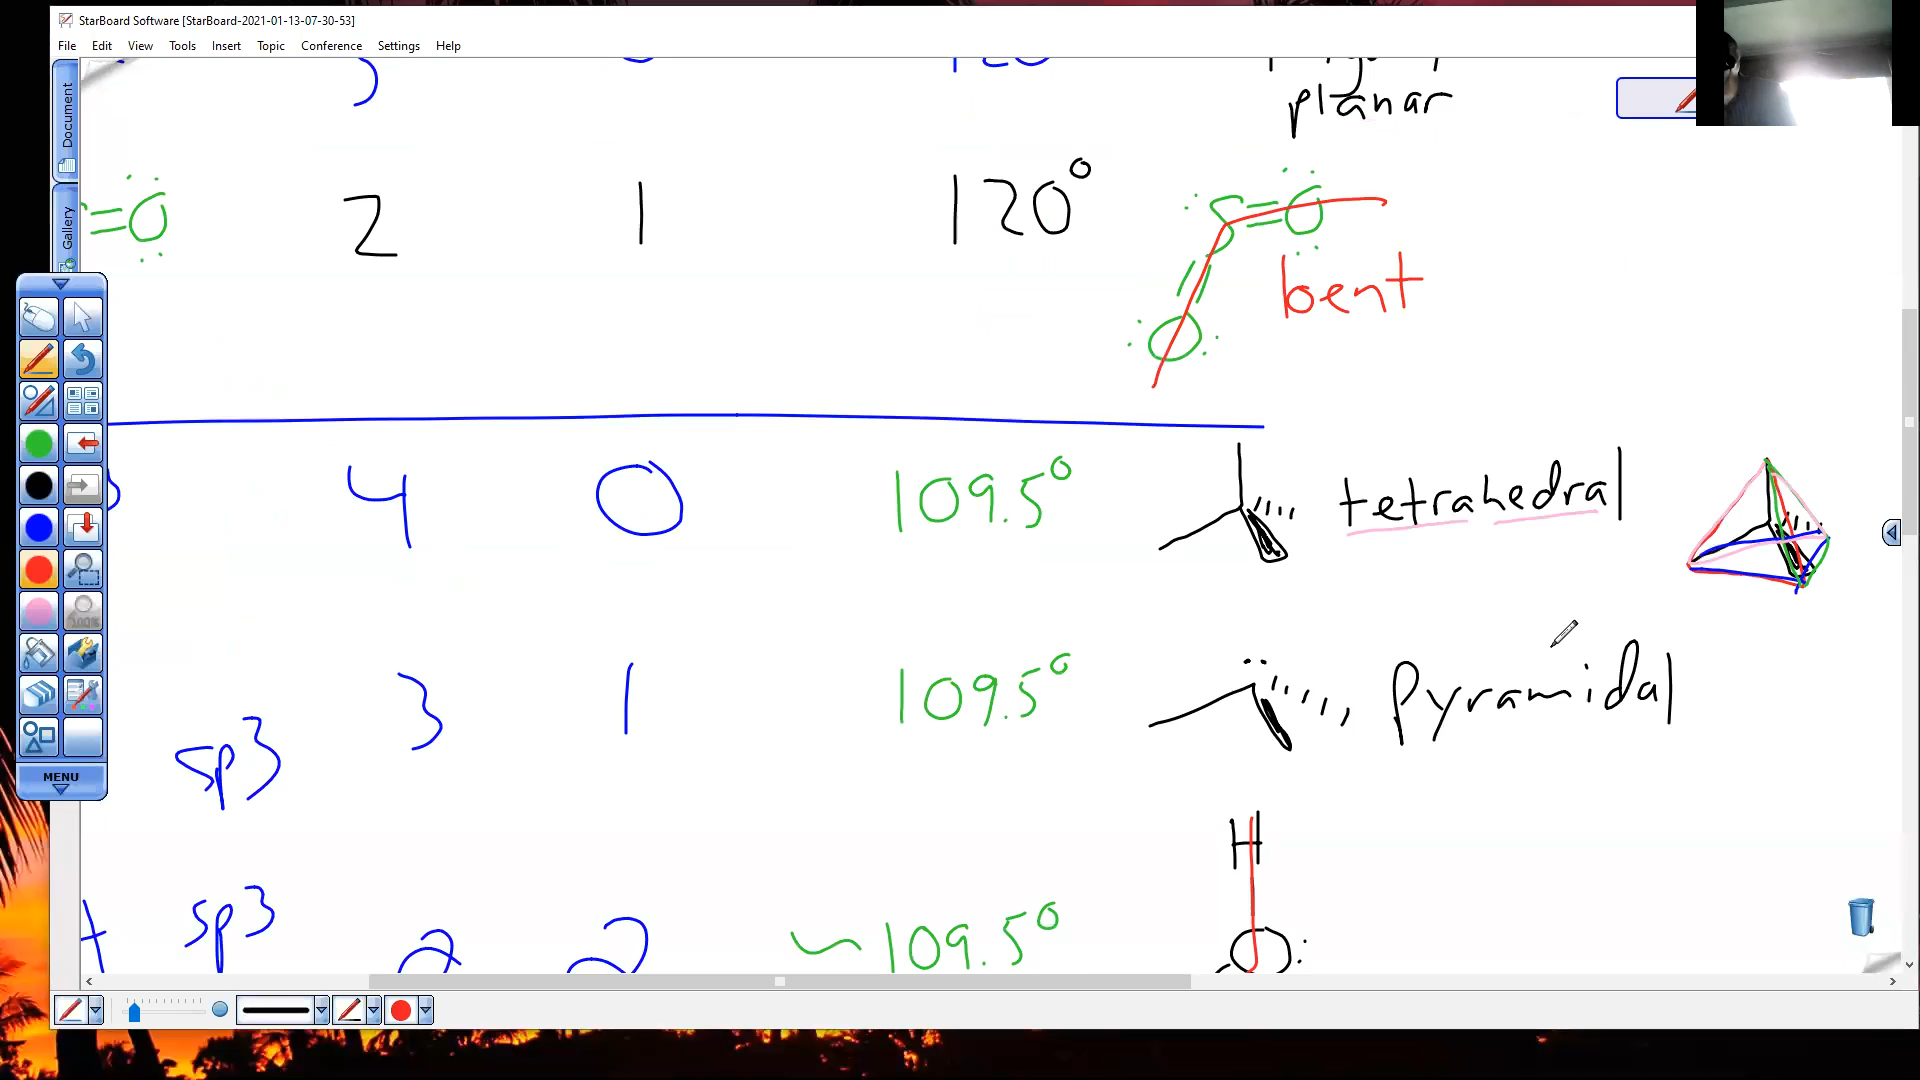 StarBoard Software [StarBoard-2021-01-13-07-30-53]
File Edit View Tools Insert Topic Conference Settings Help
Document
Gallery
planar
=O 2 1 120° S=O
bent
O
4 0 109.5° tetrahedral
3 1 109.5° pyramidal
sp3
H
sp3 2 2 ~109.5° O:
MENU